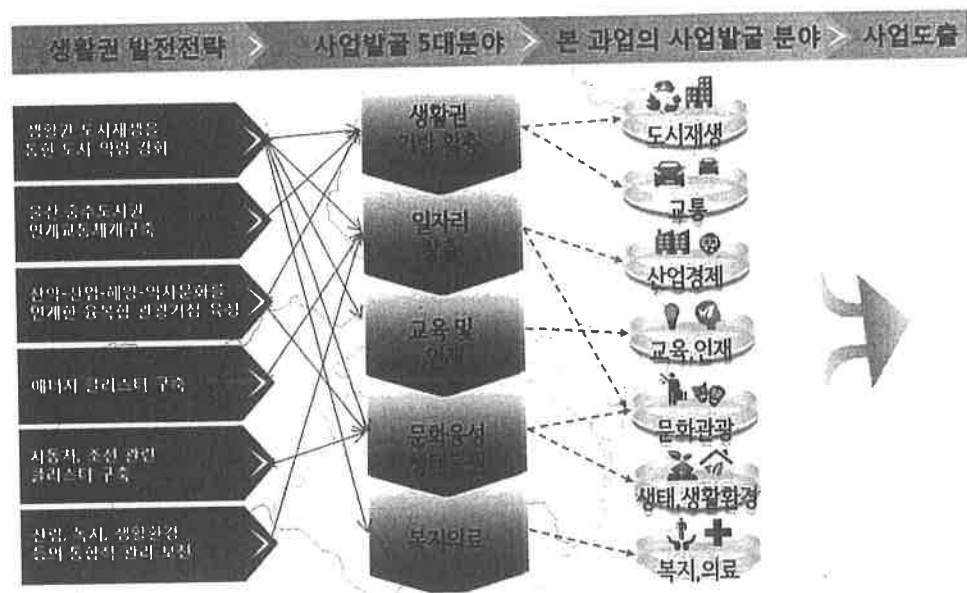 생활권 발전전략
사업발굴 5대분야
본 과업의 사업발굴 분야
사업도출
생활권 도시재생을
통한 도시 악량 강화
울산 중추도시권
연계교통체계구축
산악-산업-해양-역사문화를
연계한 융복합 관광거점 육성
에너지 클러스터 구축
자동차, 조선 관련
클러스터 구축
산림, 녹지, 생활환경
등의 통합적 관리 보전
생활권
기반 확충
일자리
창출
교육 및
인재
문화융성
생태복원
복지의료
도시재생
교통
산업경제
교육,인재
문화관광
생태,생활환경
복지,의료